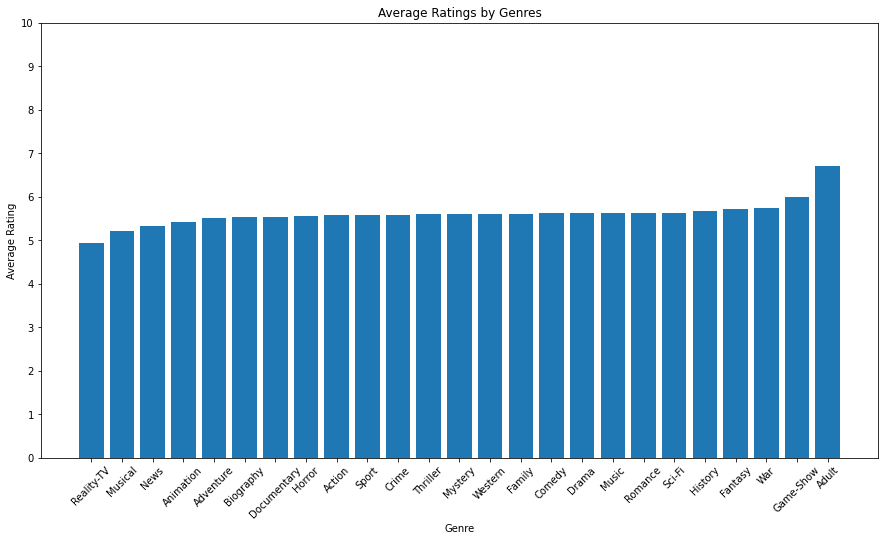 Average Ratings by Genres
Average Rating
10
9
8
7
6
5
4
3
2
1
0
Reality-TV
Musical
News
Animation
Adventure
Biography
Documentary
Horror
Action
Sport
Crime
Thriller
Mystery
Western
Family
Comedy
Drama
Music
Romance
Sci-Fi
History
Fantasy
War
Game-Show
Adult
Genre